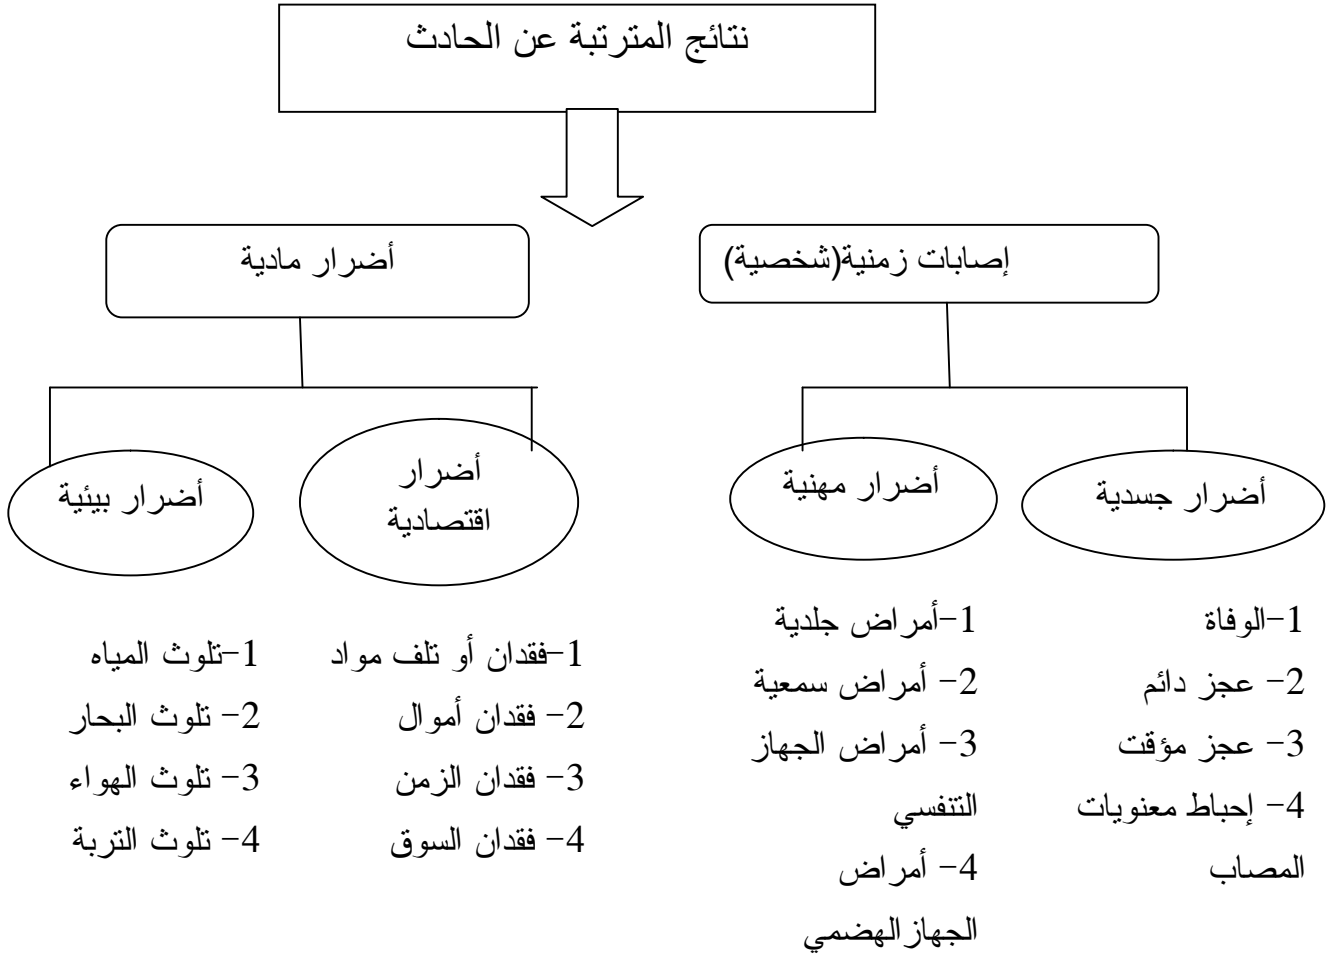 نتائج المترتبة عن الحادث
إصابات زمنية(شخصية)
أضرار مادية
أضرار جسدية
أضرار مهنية
أضرار
اقتصادية
أضرار بيئية
1-الوفاة
2- عجز دائم
3- عجز مؤقت
4- إحباط معنويات
المصاب
1-أمراض جلدية
2- أمراض سمعية
3- أمراض الجهاز
التنفسي
4- أمراض
الجهاز الهضمي
1-فقدان أو تلف مواد
2- فقدان أموال
3- فقدان الزمن
4- فقدان السوق
1-تلوث المياه
2- تلوث البحار
3- تلوث الهواء
4- تلوث التربة